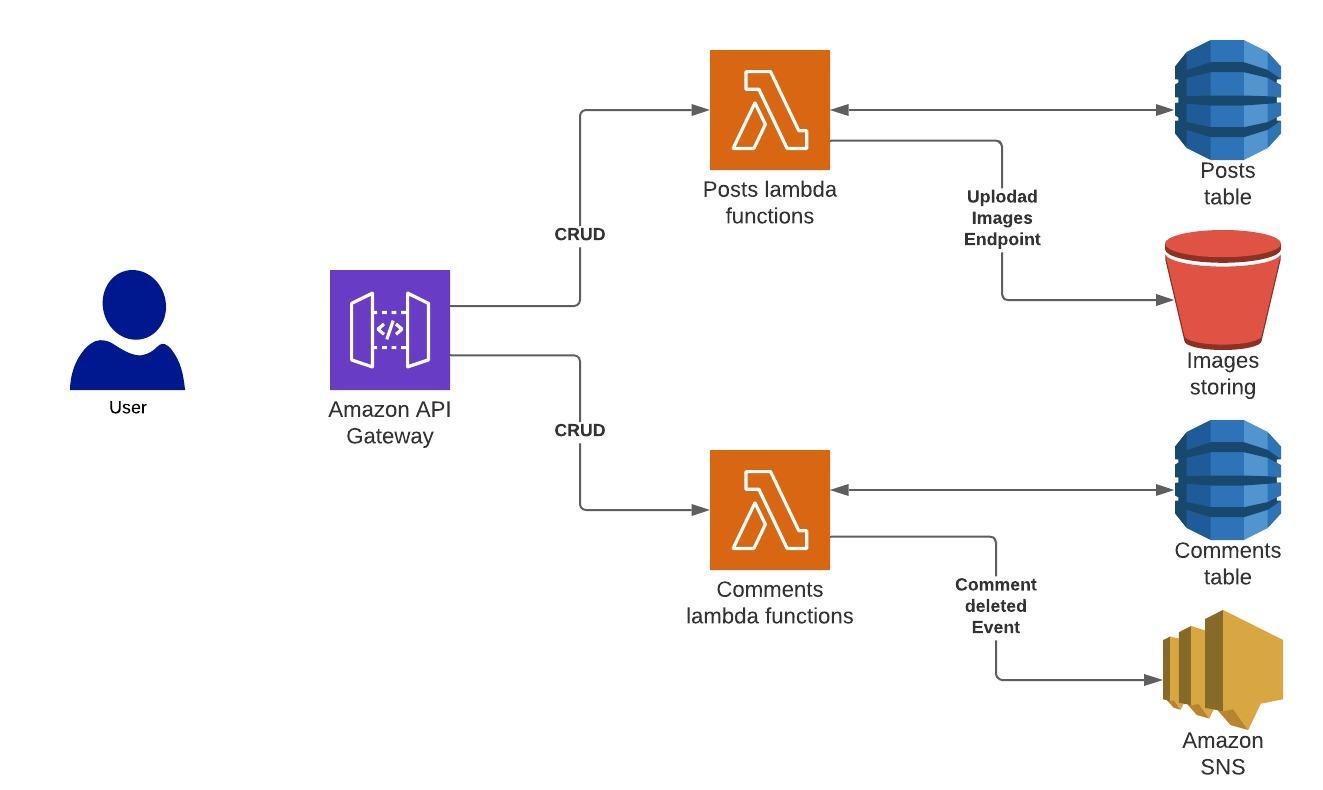 Posts lambda
functions
Posts
table
Uplodad
Images
Endpoint
CRUD
Images
storing
User
Amazon API
Gateway
CRUD
Comments
lambda functions
Comments
table
Comment
deleted
Event
Amazon
SNS